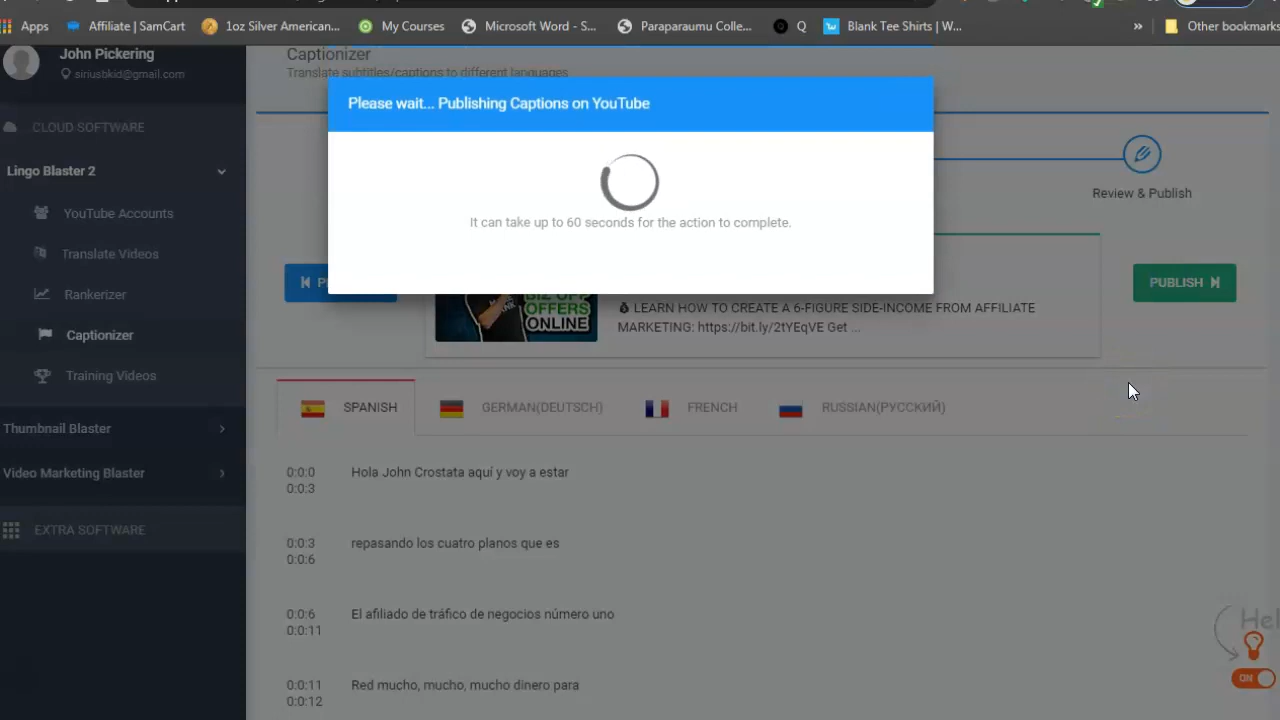 Apps
Affiliate | SamCart
1oz Silver American...
My Courses
Microsoft Word - S...
Paraparaumu Colle...
Q
Blank Tee Shirts | W...
»
Other bookmarks
John Pickering
siriusbkid@gmail.com
CLOUD SOFTWARE
Lingo Blaster 2
YouTube Accounts
Translate Videos
Rankerizer
Captionizer
Training Videos
Thumbnail Blaster
Video Marketing Blaster
EXTRA SOFTWARE
Captionizer
Translate subtitles/captions to different languages
Please wait... Publishing Captions on YouTube
It can take up to 60 seconds for the action to complete.
Review & Publish
PUBLISH
OFFERS
ONLINE
LEARN HOW TO CREATE A 6-FIGURE SIDE-INCOME FROM AFFILIATE
MARKETING: https://bit.ly/2tYEqVE Get ...
SPANISH
GERMAN(DEUTSCH)
FRENCH
RUSSIAN(РУССКИЙ)
0:0:0
0:0:3
Hola John Crostata aquí y voy a estar
0:0:3
0:0:6
repasando los cuatro planos que es
0:0:6
0:0:11
El afiliado de tráfico de negocios número uno
0:0:11
0:0:12
Red mucho, mucho, mucho dinero para
Hel
ON